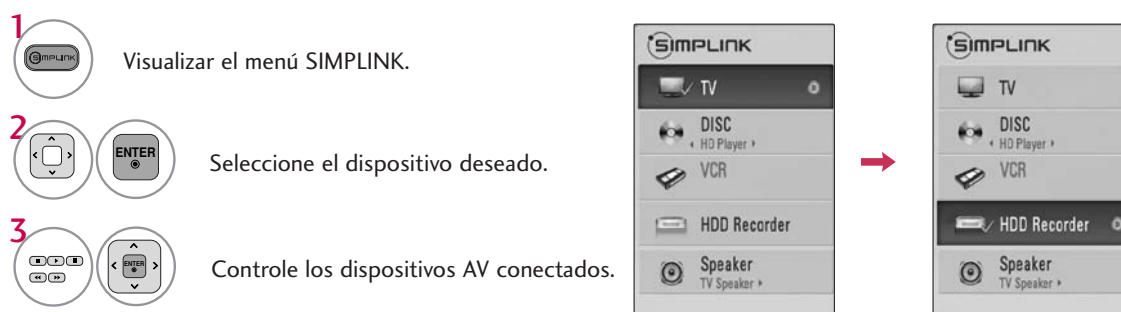 1
SIMPLINK
Visualizar el menú SIMPLINK.
2
ENTER
Seleccione el dispositivo deseado.
3
ENTER
Controle los dispositivos AV conectados.
SIMPLINK
TV
DISC
HD Player
VCR
HDD Recorder
Speaker
TV Speaker
SIMPLINK
TV
DISC
HD Player
VCR
HDD Recorder
Speaker
TV Speaker